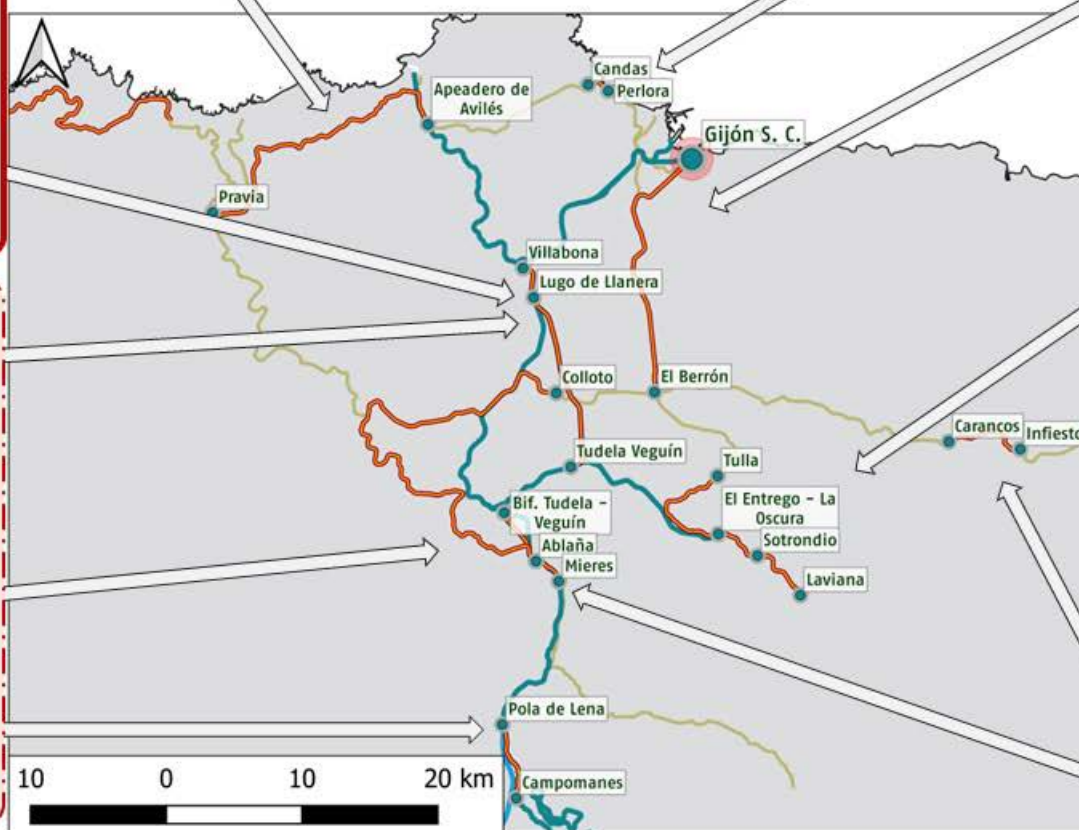 Candas
Perlora
Apeadero de
Avilés
Gijón S. C.
Pravia
Villabona
Lugo de Llanera
Colloto
El Berrón
Carancos
Infiesto
Tudela Veguín
Tulla
El Entrego - La
Oscura
Bif. Tudela -
Veguín
Sotrondio
Ablaña
Mieres
Laviana
Pola de Lena
Campomanes
10 0 10 20 km